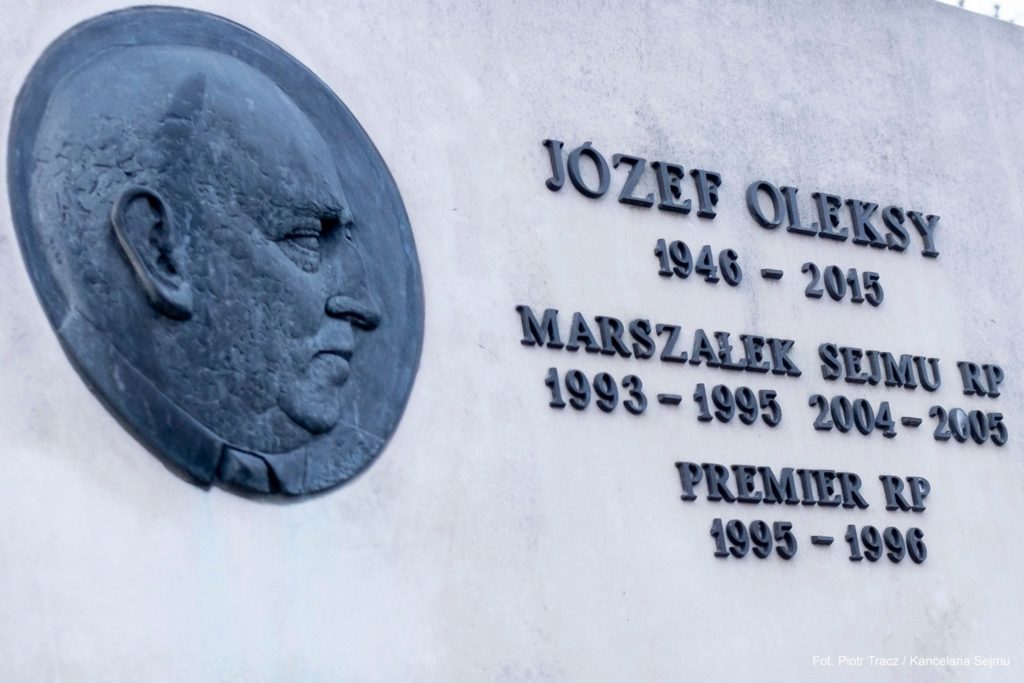 JÓZEF OLEKSY
1946 – 2015
MARSZAŁEK SEJMU RP
1993 – 1995 2004 – 2005
PREMIER RP
1995 – 1996
Fot. Piotr Tracz / Kancelaria Sejmu